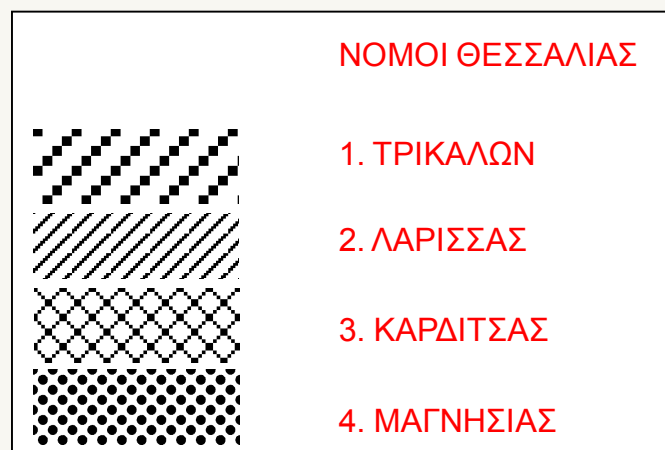 ΝΟΜΟΙ ΘΕΣΣΑΛΙΑΣ
1. ΤΡΙΚΑΛΩΝ
2. ΛΑΡΙΣΣΑΣ
3. ΚΑΡΔΙΤΣΑΣ
4. ΜΑΓΝΗΣΙΑΣ